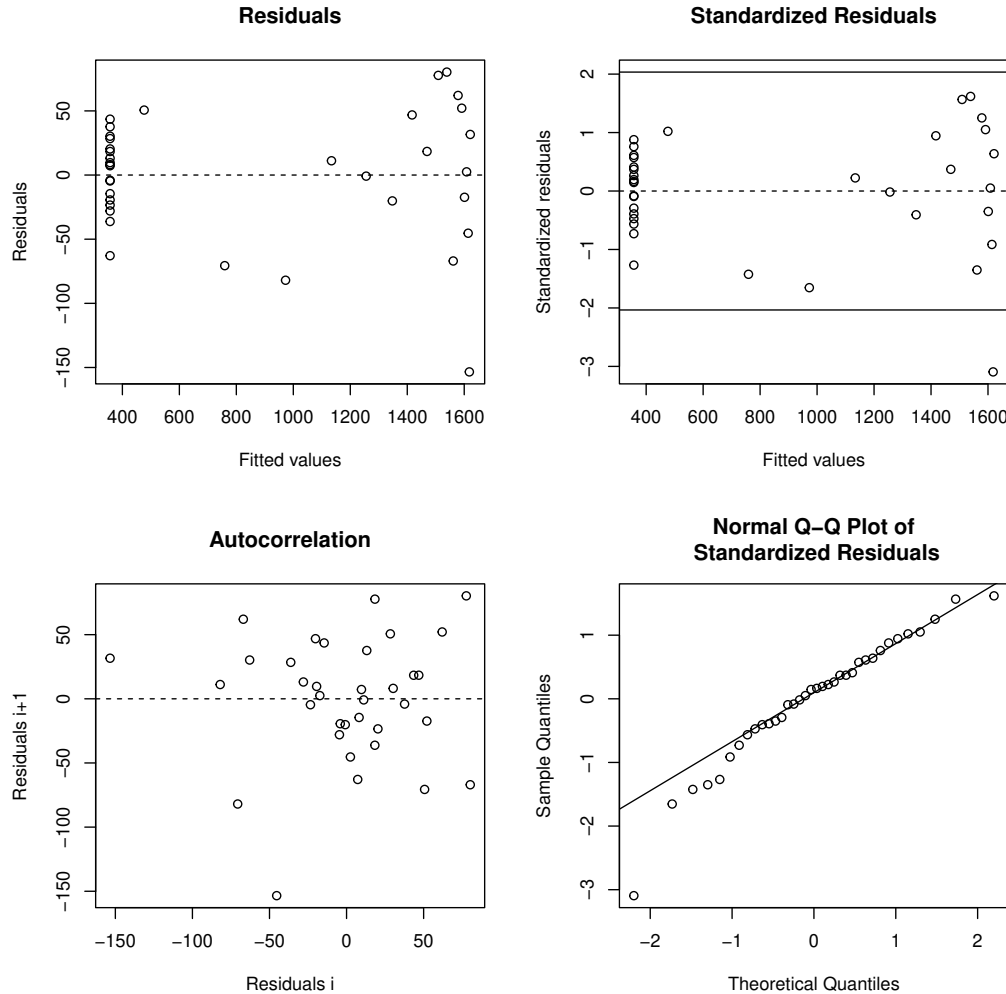 Residuals
Residuals
50
0
−50
−100
−150
400 600 800 1000 1200 1400 1600
Fitted values
Standardized Residuals
Standardized residuals
2
1
0
−1
−2
−3
400 600 800 1000 1200 1400 1600
Fitted values
Autocorrelation
Residuals i+1
50
0
−50
−100
−150
−150 −100 −50 0 50
Residuals i
Normal Q−Q Plot of
Standardized Residuals
Sample Quantiles
1
0
−1
−2
−3
−2 −1 0 1 2
Theoretical Quantiles